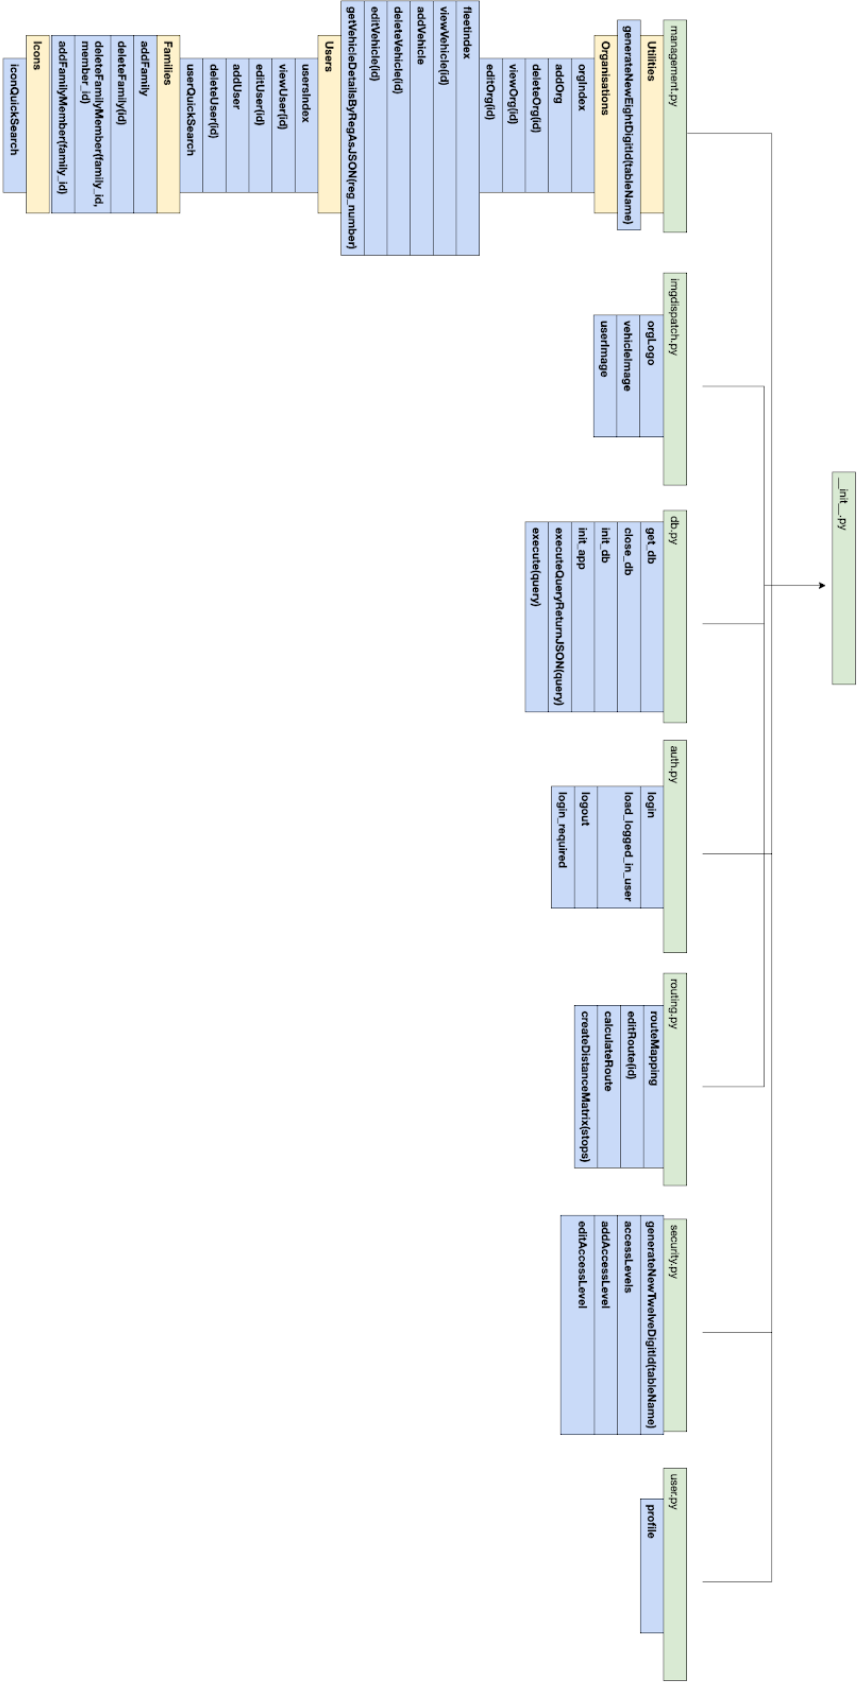 __init__.py
management.py
Utilities
generateNewEightDigitId(tableName)
Organisations
orgIndex
addOrg
deleteOrg(id)
viewOrg(id)
editOrg(id)
fleetIndex
viewVehicle(id)
addVehicle
deleteVehicle(id)
editVehicle(id)
getVehicleDetailsByRegAsJSON(reg_number)
Users
usersIndex
viewUser(id)
editUser(id)
addUser
deleteUser(id)
userQuickSearch
Families
addFamily
deleteFamily(id)
deleteFamilyMember(family_id,
member_id)
addFamilyMember(family_id)
Icons
iconQuickSearch
imgdispatch.py
orgLogo
vehicleImage
userImage
db.py
get_db
close_db
init_db
init_app
executeQueryReturnJSON(query)
execute(query)
auth.py
login
load_logged_in_user
logout
login_required
routing.py
routeMapping
editRoute(id)
calculateRoute
createDistanceMatrix(stops)
security.py
generateNewTwelveDigitId(tableName)
accessLevels
addAccessLevel
editAccessLevel
user.py
profile